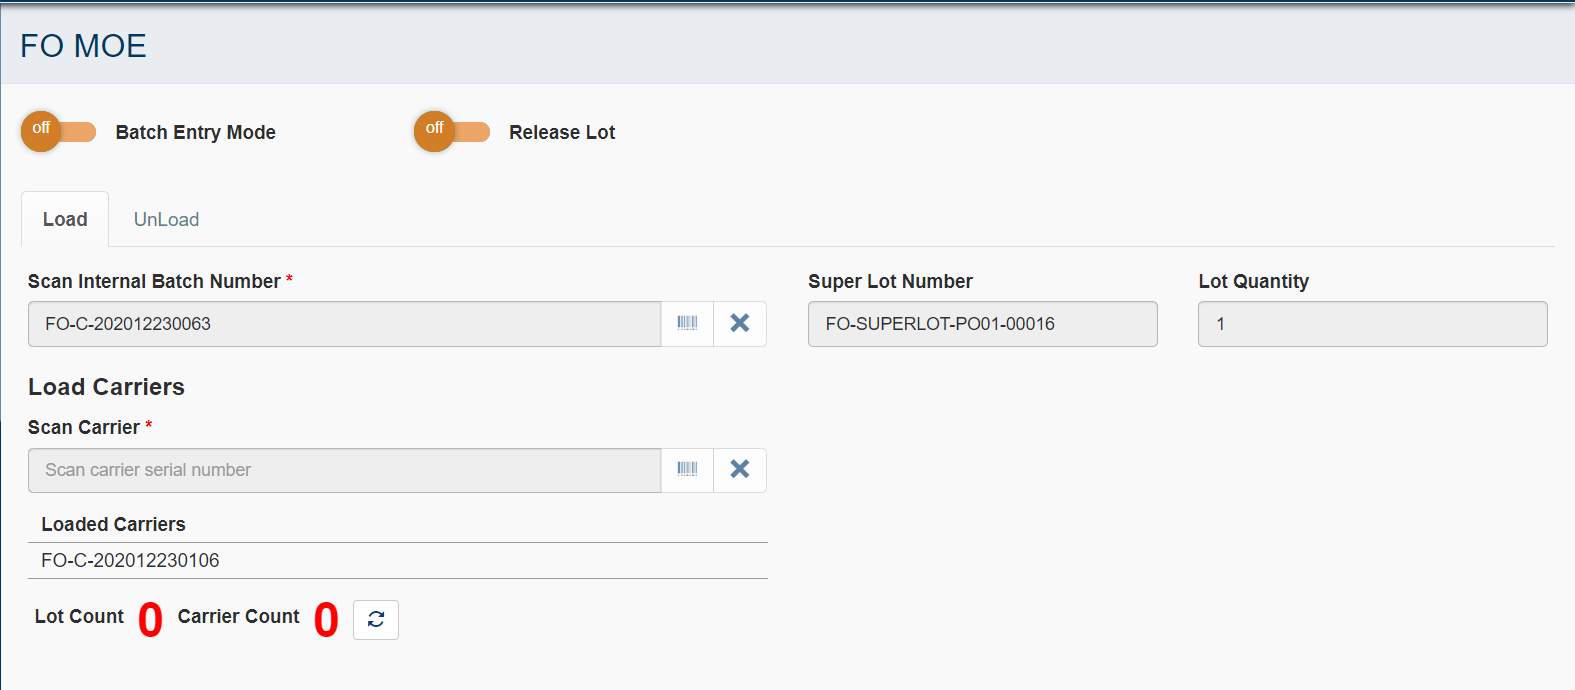 FO MOE
off Batch Entry Mode off Release Lot
Load UnLoad
Scan Internal Batch Number * Super Lot Number Lot Quantity
FO-C-202012230063 FO-SUPERLOT-PO01-00016 1
Load Carriers
Scan Carrier *
Scan carrier serial number
Loaded Carriers
FO-C-202012230106
Lot Count 0 Carrier Count 0